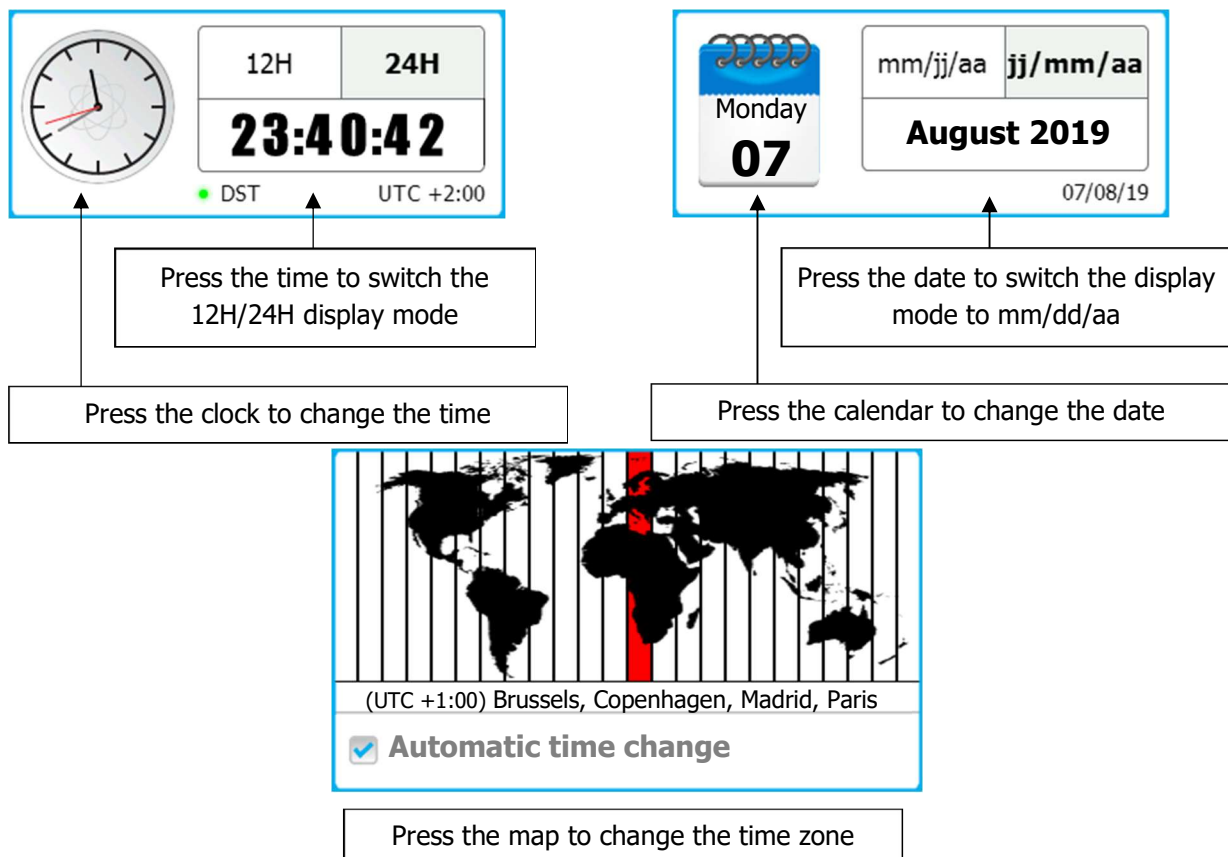 12H
24H
23:40:42
DST
UTC +2:00
Monday
07
mm/jj/aa
jj/mm/aa
August 2019
07/08/19
Press the time to switch the
12H/24H display mode
Press the date to switch the display
mode to mm/dd/aa
Press the clock to change the time
Press the calendar to change the date
(UTC +1:00) Brussels, Copenhagen, Madrid, Paris
Automatic time change
Press the map to change the time zone